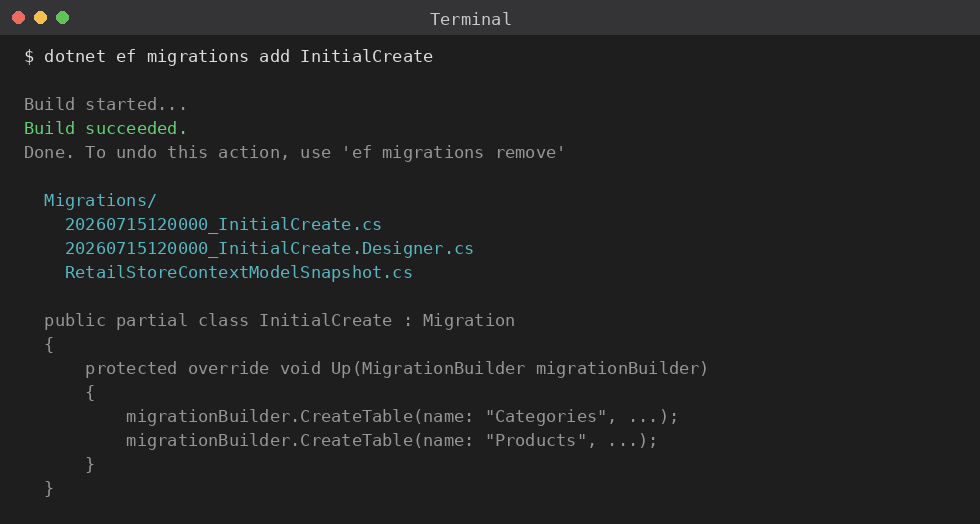 Terminal
$ dotnet ef migrations add InitialCreate
Build started...
Build succeeded.
Done. To undo this action, use 'ef migrations remove'
Migrations/
20260715120000_InitialCreate.cs
20260715120000_InitialCreate.Designer.cs
RetailStoreContextModelSnapshot.cs
public partial class InitialCreate : Migration
{
protected override void Up(MigrationBuilder migrationBuilder)
{
migrationBuilder.CreateTable(name: "Categories", ...);
migrationBuilder.CreateTable(name: "Products", ...);
}
}